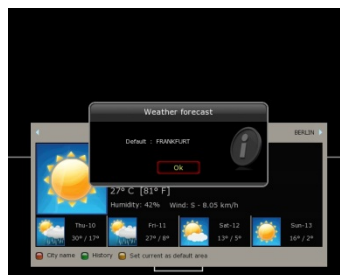 Weather forecast
BERLIN
Default : FRANKFURT
Ok
27° C [81° F]
Humidity: 42% Wind: S - 8.05 km/h
Thu-10 Fri-11 Sat-12 Sun-13
30° / 17° 27° / 8° 13° / 5° 16° / 2°
City name History Set current as default area